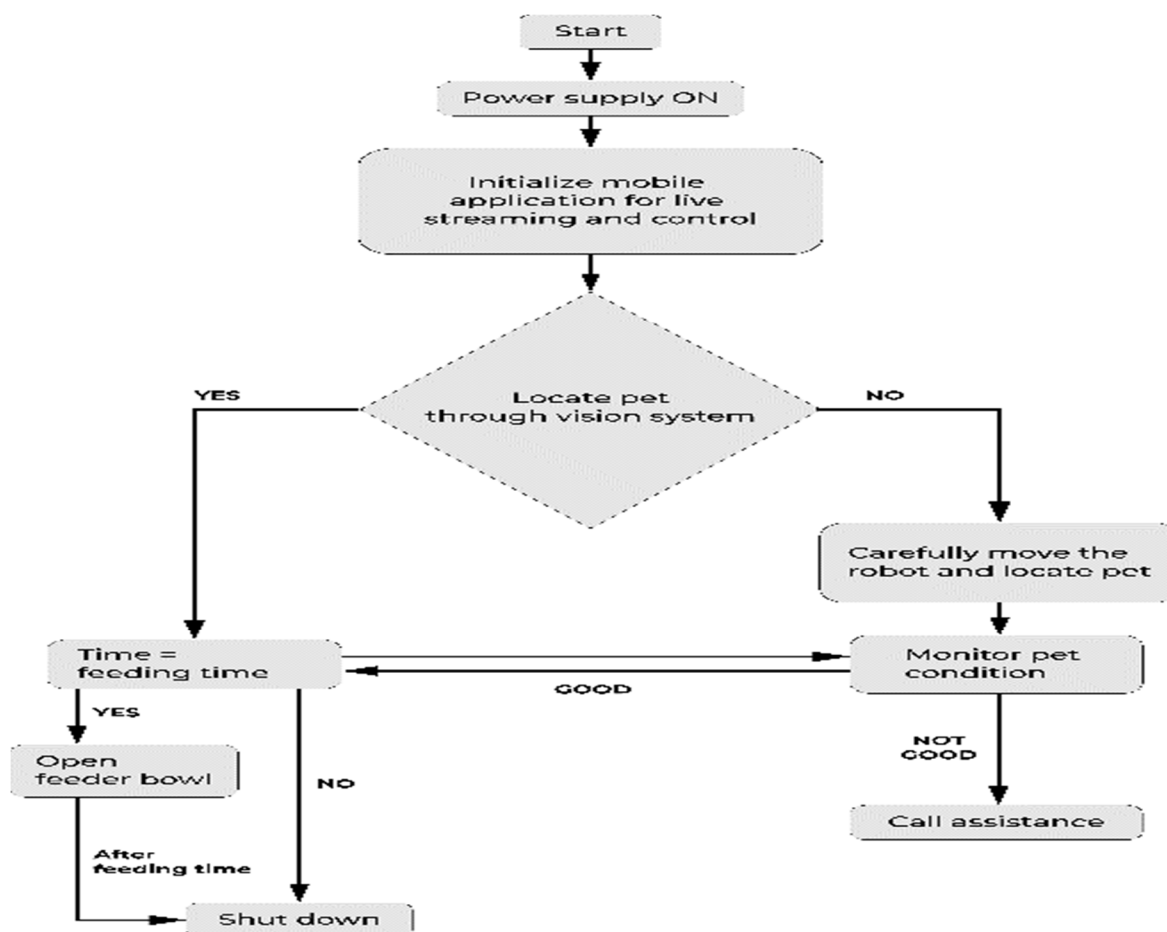 Start
Power supply ON
Initialize mobile
application for live
streaming and control
Locate pet
through vision system
YES
NO
Carefully move the
robot and locate pet
Time =
feeding time
Monitor pet
condition
GOOD
YES
NOT
GOOD
Open
feeder bowl
NO
Call assistance
After
feeding time
Shut down